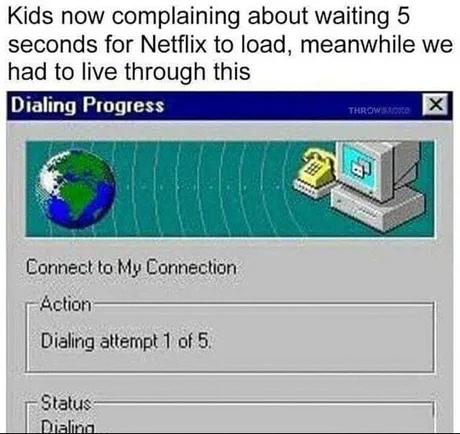 Kids now complaining about waiting 5
seconds for Netflix to load, meanwhile we
had to live through this
Dialing Progress
THROWBACKS
Connect to My Connection
Action
Dialing attempt 1 of 5.
Status
Dialing